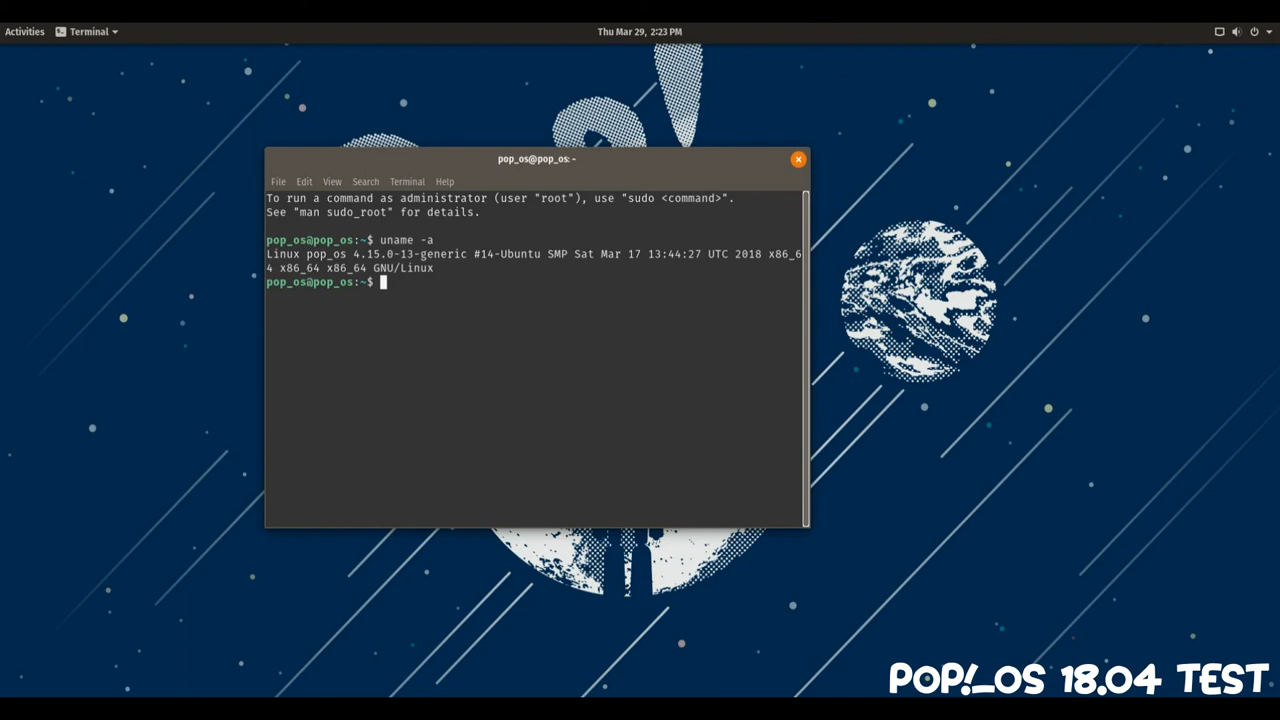 Activities Terminal Thu Mar 29, 2:23 PM
pop_os@pop_os: ~
File Edit View Search Terminal Help
To run a command as administrator (user "root"), use "sudo <command>".
See "man sudo_root" for details.
pop_os@pop_os:~$ uname -a
Linux pop_os 4.15.0-13-generic #14-Ubuntu SMP Sat Mar 17 13:44:27 UTC 2018 x86_6
4 x86_64 x86_64 GNU/Linux
pop_os@pop_os:~$
POP!_OS 18.04 TEST